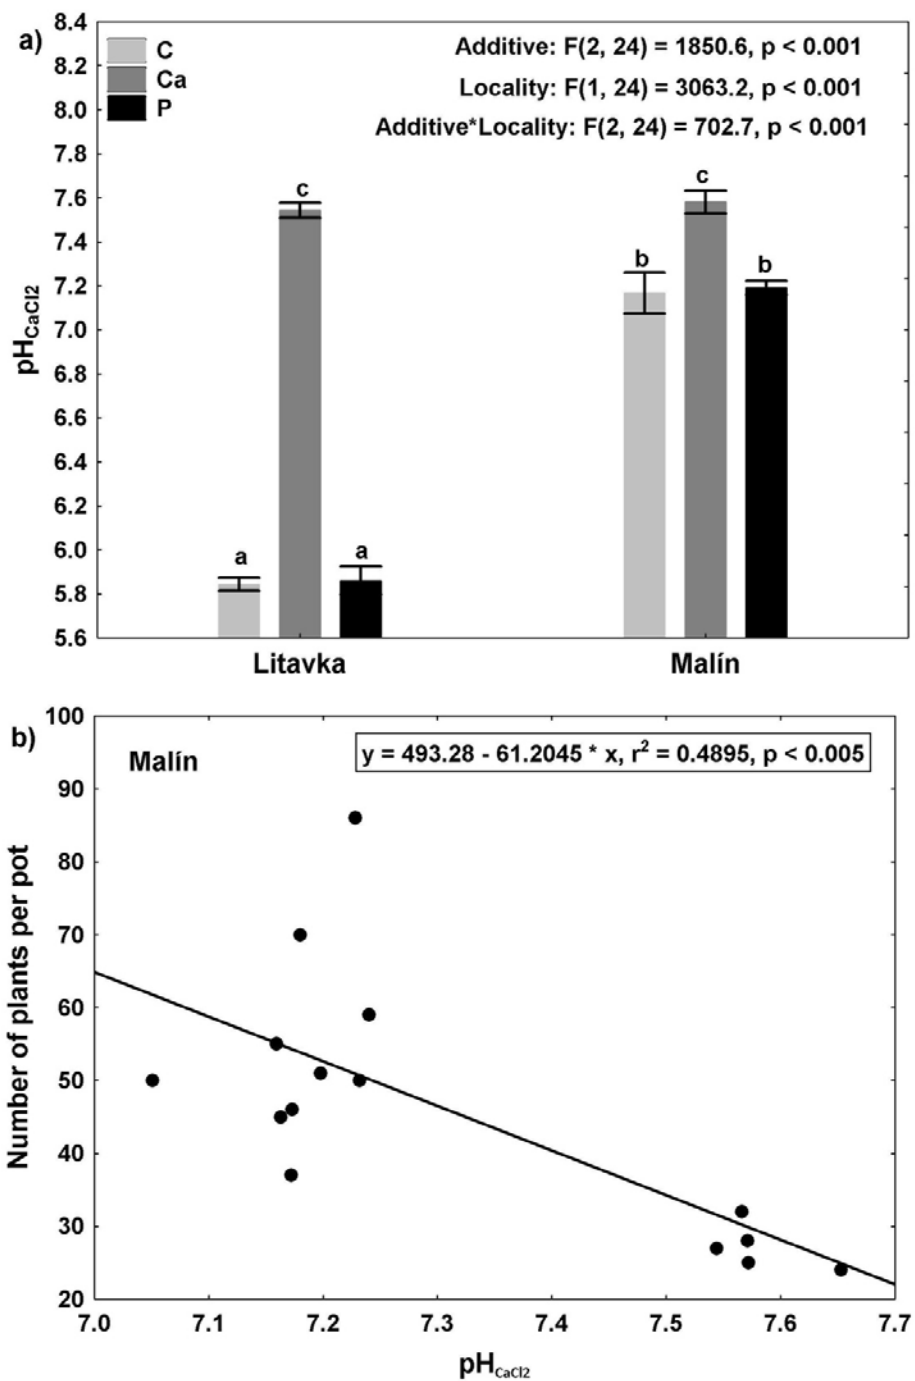 a)
C
Ca
P
Additive: F(2, 24) = 1850.6, p < 0.001
Locality: F(1, 24) = 3063.2, p < 0.001
Additive*Locality: F(2, 24) = 702.7, p < 0.001
8.4
8.2
8.0
7.8
7.6
7.4
7.2
7.0
6.8
6.6
6.4
6.2
6.0
5.8
5.6
pHCaCl2
a
c
a
b
c
b
Litavka
Malín
b)
Malín
y = 493.28 - 61.2045 * x, r² = 0.4895, p < 0.005
100
90
80
70
60
50
40
30
20
Number of plants per pot
7.0 7.1 7.2 7.3 7.4 7.5 7.6 7.7
pHCaCl2